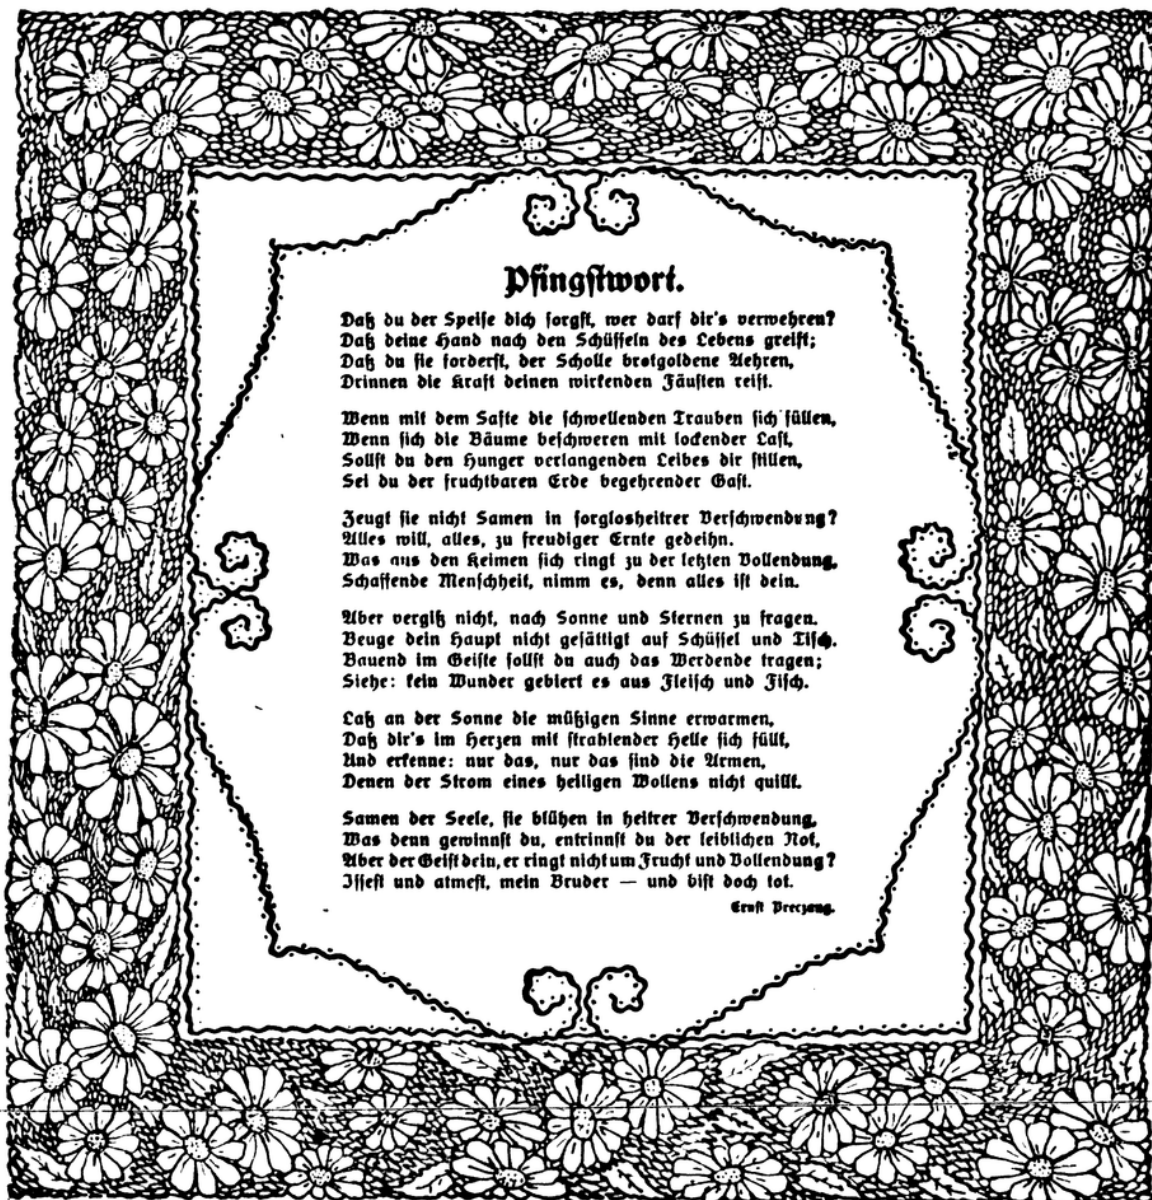 Pfingstwort.
Daß du der Speise dich sorgst, wer darf dir's verwehren?
Daß deine Hand nach den Schüsseln des Lebens greift;
Daß du sie forderst, der Scholle brotgoldene Aehren,
Drinnen die Kraft deinen wirkenden Fäusten reift.
Wenn mit dem Safte die schwellenden Trauben sich füllen,
Wenn sich die Bäume beschweren mit lockender Last,
Sollst du den Hunger verlangenden Leibes dir stillen,
Sei du der fruchtbaren Erde begehrender Gast.
Zeugt sie nicht Samen in sorglosheitrer Verschwendung?
Alles will, alles, zu freudiger Ernte gedeihn.
Was aus den Keimen sich ringt zu der letzten Vollendung,
Schaffende Menschheit, nimm es, denn alles ist dein.
Aber vergiß nicht, nach Sonne und Sternen zu fragen.
Beuge dein Haupt nicht gesättigt auf Schüssel und Tisch.
Bauend im Geiste sollst du auch das Werdende tragen;
Siehe: kein Wunder gebiert es aus Fleisch und Fisch.
Laß an der Sonne die müßigen Sinne erwarmen,
Daß dir's im Herzen mit strahlender Helle sich füllt,
Und erkenne: nur das, nur das sind die Armen,
Denen der Strom eines heiligen Wollens nicht quillt.
Samen der Seele, sie blühen in heitrer Verschwendung,
Was denn gewinnst du, entrinnst du der leiblichen Not,
Aber der Geist dein, er ringt nicht um Frucht und Vollendung?
Issest und atmest, mein Bruder — und bist doch tot.
Ernst Preczang.